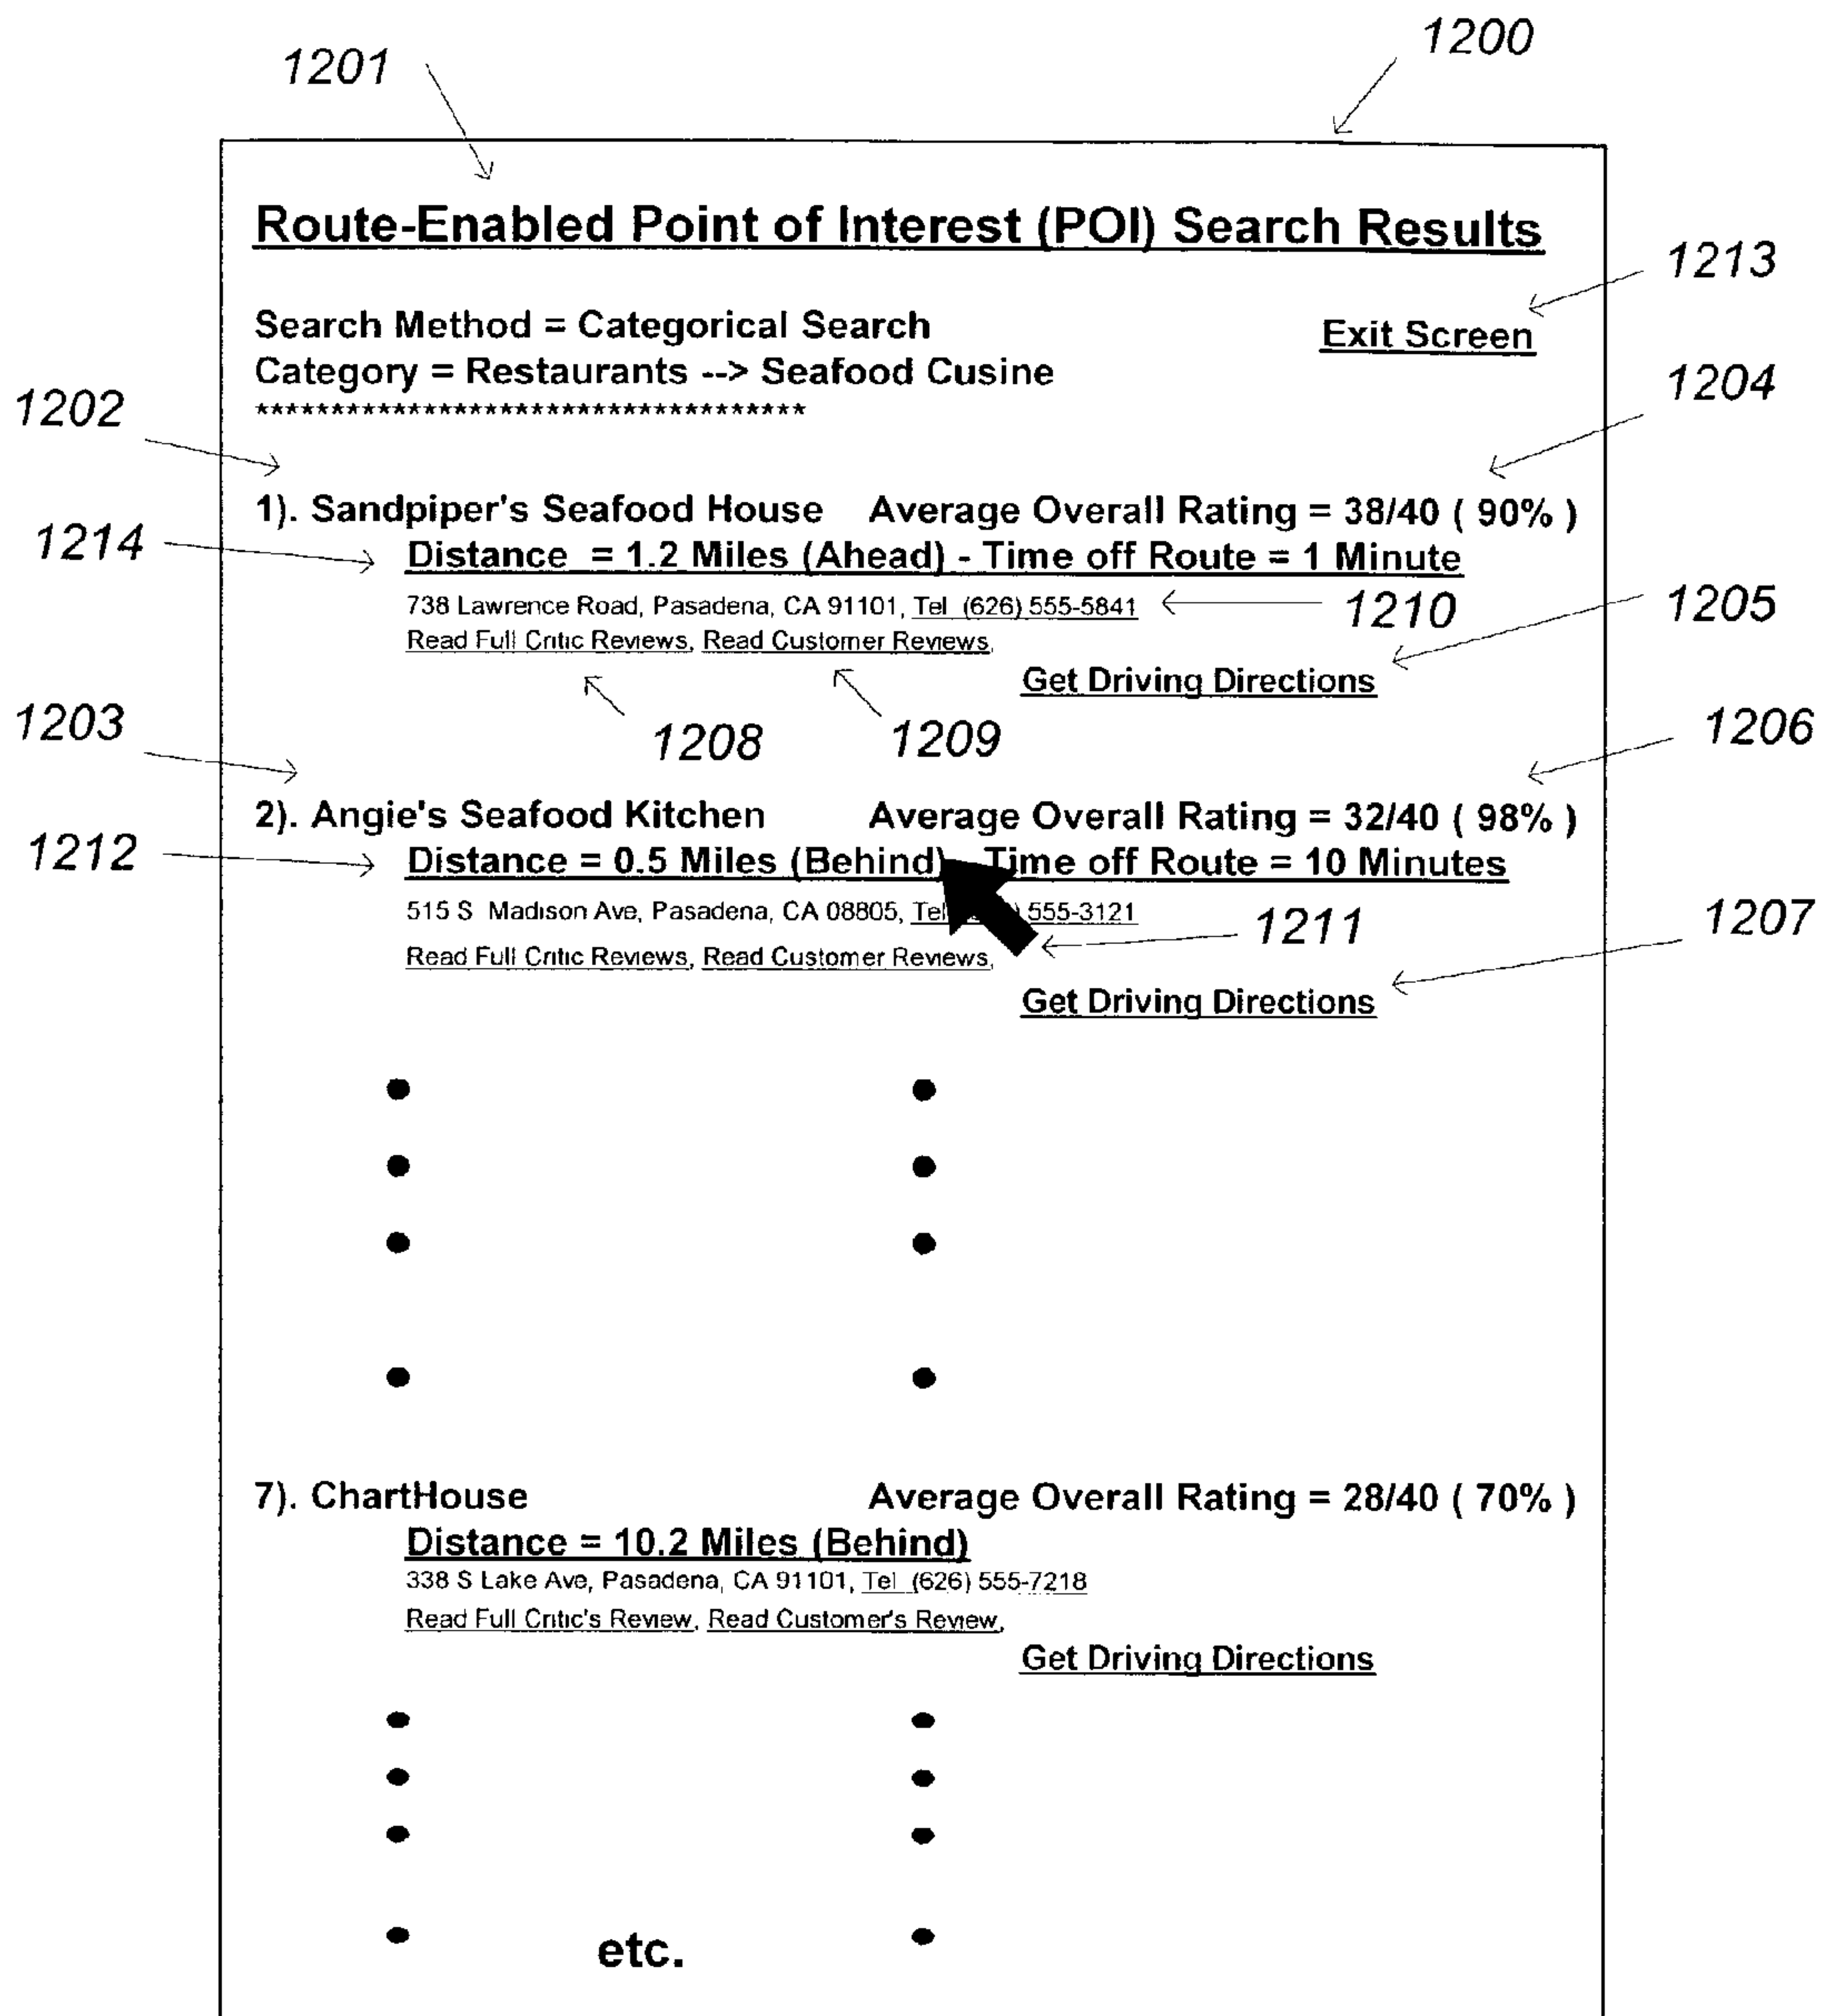 1201
1200
Route-Enabled Point of Interest (POI) Search Results
1213
Search Method = Categorical Search
Exit Screen
Category = Restaurants --> Seafood Cusine
1204
1202
************************************
1). Sandpiper's Seafood House Average Overall Rating = 38/40 ( 90% )
1214
Distance = 1.2 Miles (Ahead) - Time off Route = 1 Minute
738 Lawrence Road, Pasadena, CA 91101, Tel (626) 555-5841
1210
1205
Read Full Critic Reviews, Read Customer Reviews,
Get Driving Directions
1203
1208
1209
1206
2). Angie's Seafood Kitchen Average Overall Rating = 32/40 ( 98% )
1212
Distance = 0.5 Miles (Behind) Time off Route = 10 Minutes
515 S Madison Ave, Pasadena, CA 08805, Tel ) 555-3121
1211
1207
Read Full Critic Reviews, Read Customer Reviews,
Get Driving Directions
7). ChartHouse Average Overall Rating = 28/40 ( 70% )
Distance = 10.2 Miles (Behind)
338 S Lake Ave, Pasadena, CA 91101, Tel (626) 555-7218
Read Full Critic's Review, Read Customer's Review,
Get Driving Directions
etc.